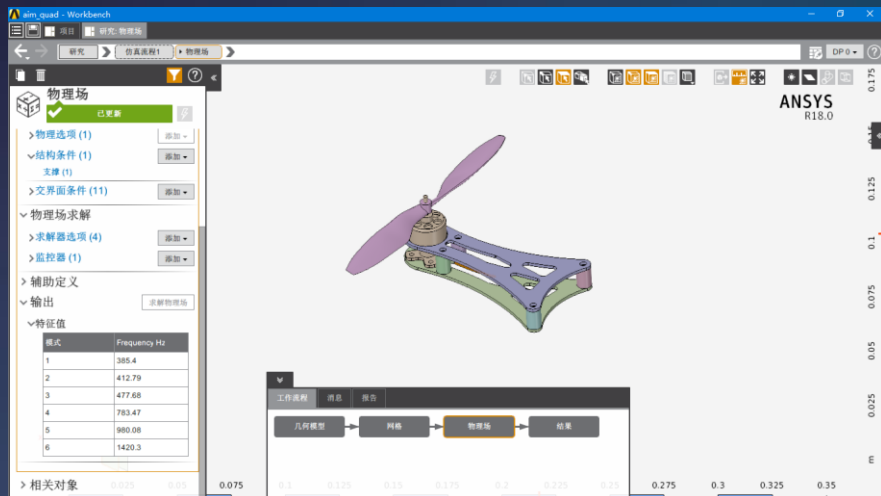 aim_quad - Workbench
项目
研究: 物理场
研究
仿真流程1
物理场
DP 0
物理场
已更新
ANSYS
R18.0
物理选项 (1)
添加
结构条件 (1)
添加
支撑 (1)
交界面条件 (11)
添加
物理场求解
求解器选项 (4)
添加
监控器 (1)
添加
辅助定义
输出
求解物理场
特征值
模式 Frequency Hz
1 385.4
2 412.79
3 477.68
4 783.47
5 980.08
6 1420.3
相关对象
工作流程 消息 报告
几何模型 网格 物理场 结果
0.175
0.125
0.1
0.075
0.05
0.025
m
0.025 0.05 0.075 0.1 0.125 0.15 0.175 0.2 0.225 0.25 0.275 0.3 0.325 0.35